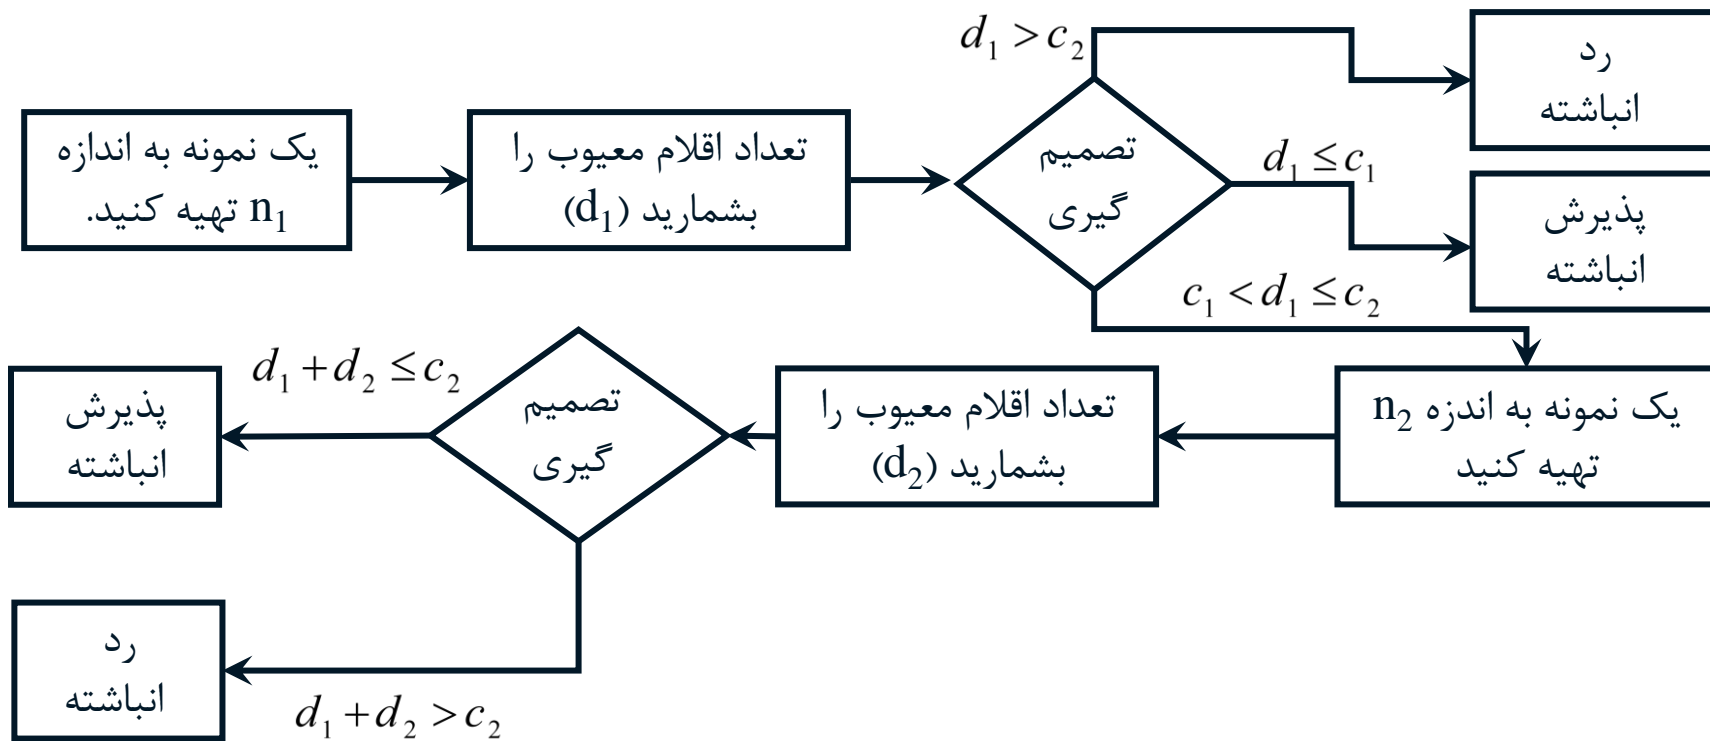 یک نمونه به اندازه
n₁ تهیه کنید.
تعداد اقلام معیوب را
بشمارید (d₁)
تصمیم
گیری
d₁ > c₂
رد
انباشته
d₁ ≤ c₁
پذیرش
انباشته
c₁ < d₁ ≤ c₂
یک نمونه به اندزه n₂
تهیه کنید
تعداد اقلام معیوب را
بشمارید (d₂)
تصمیم
گیری
d₁ + d₂ ≤ c₂
پذیرش
انباشته
رد
انباشته
d₁ + d₂ > c₂